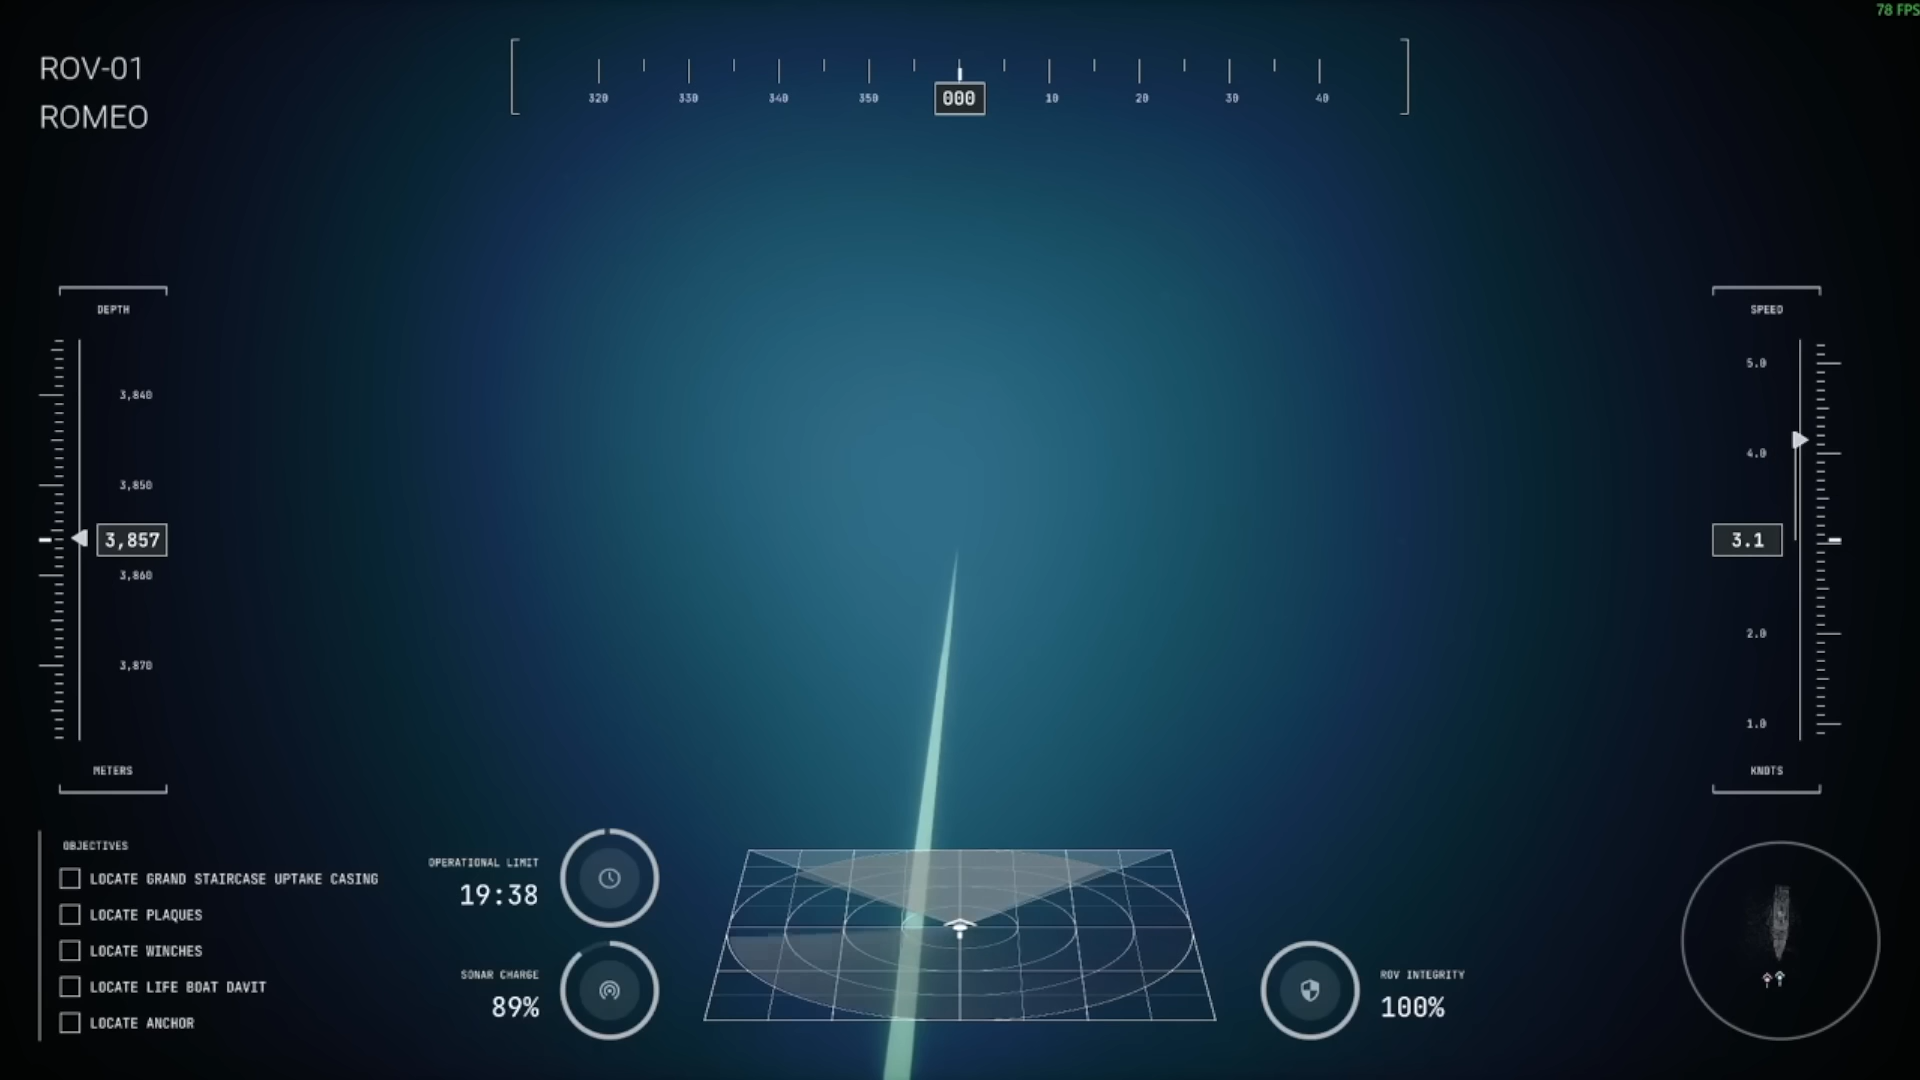 78 FPS
ROV-01
ROMEO
320 330 340 350 000 10 20 30 40
DEPTH
3,840
3,850
3,857
3,860
3,870
METERS
SPEED
5.0
4.0
3.1
2.0
1.0
KNOTS
OBJECTIVES
LOCATE GRAND STAIRCASE UPTAKE CASING
LOCATE PLAQUES
LOCATE WINCHES
LOCATE LIFE BOAT DAVIT
LOCATE ANCHOR
OPERATIONAL LIMIT
19:38
SONAR CHARGE
89%
ROV INTEGRITY
100%